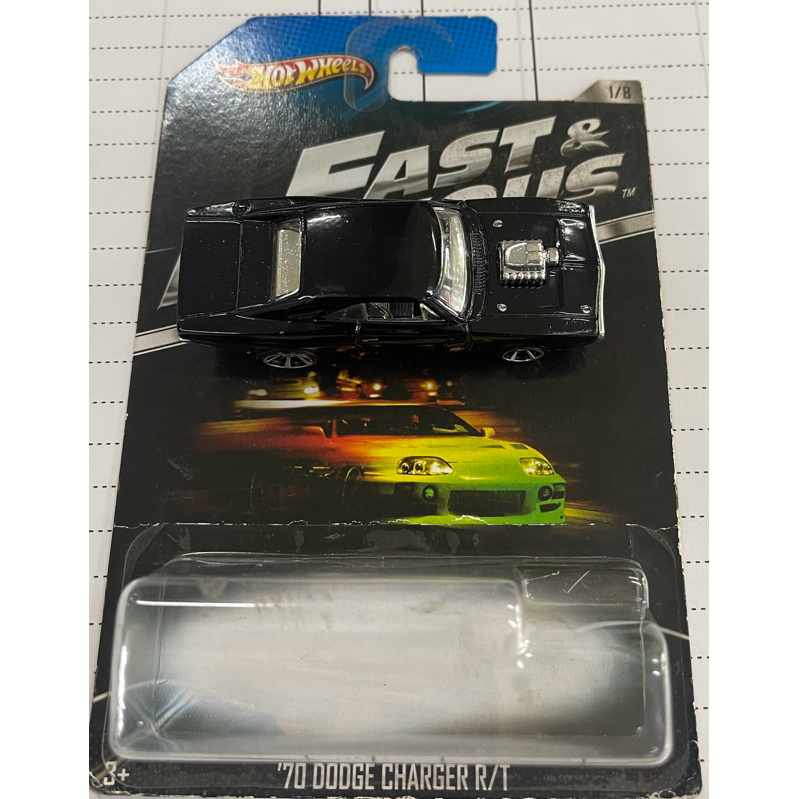 HOT WHEELS
1/8
FAST &
™
3+
'70 DODGE CHARGER R/T